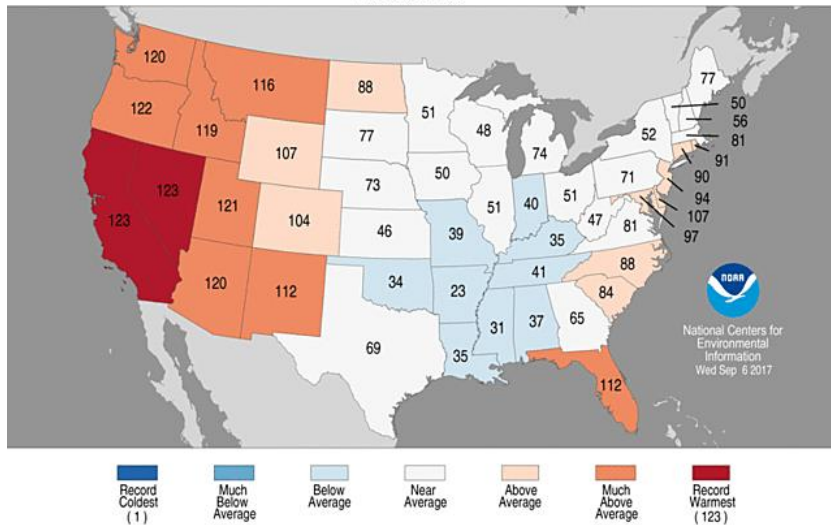 120
116
88
122
119
107
77
51
48
74
52
77
50
56
81
91
90
94
107
97
123
123
121
104
73
50
51
40
51
71
47
81
46
39
35
120
112
34
23
41
88
84
69
35
31
37
65
112
NOAA
National Centers for
Environmental
Information
Wed Sep 6 2017
Record
Coldest
(1)
Much
Below
Average
Below
Average
Near
Average
Above
Average
Much
Above
Average
Record
Warmest
(123)